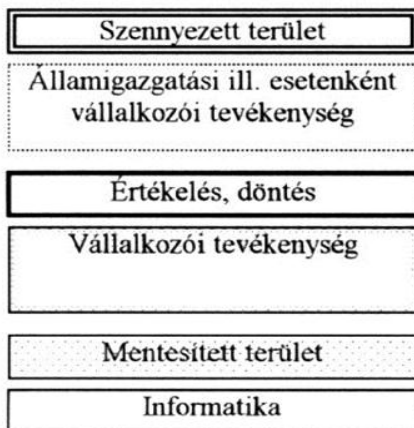 Szennyezett terület
Államigazgatási ill. esetenként
vállalkozói tevékenység
Értékelés, döntés
Vállalkozói tevékenység
Mentesített terület
Informatika